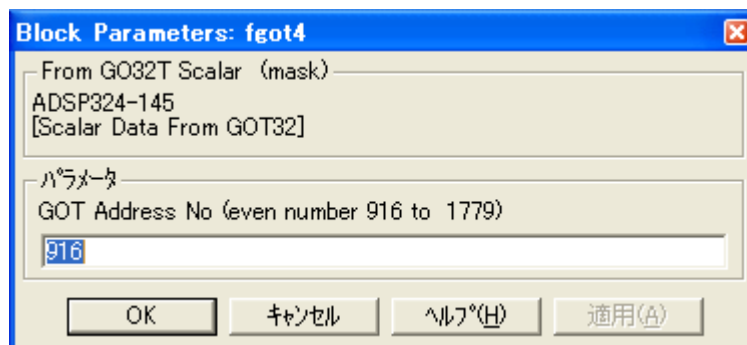 Block Parameters: fgot4
From GO32T Scalar (mask)
ADSP324-145
[Scalar Data From GOT32]
パラメータ
GOT Address No (even number 916 to 1779)
916
OK キャンセル ヘルプ(H) 適用(A)